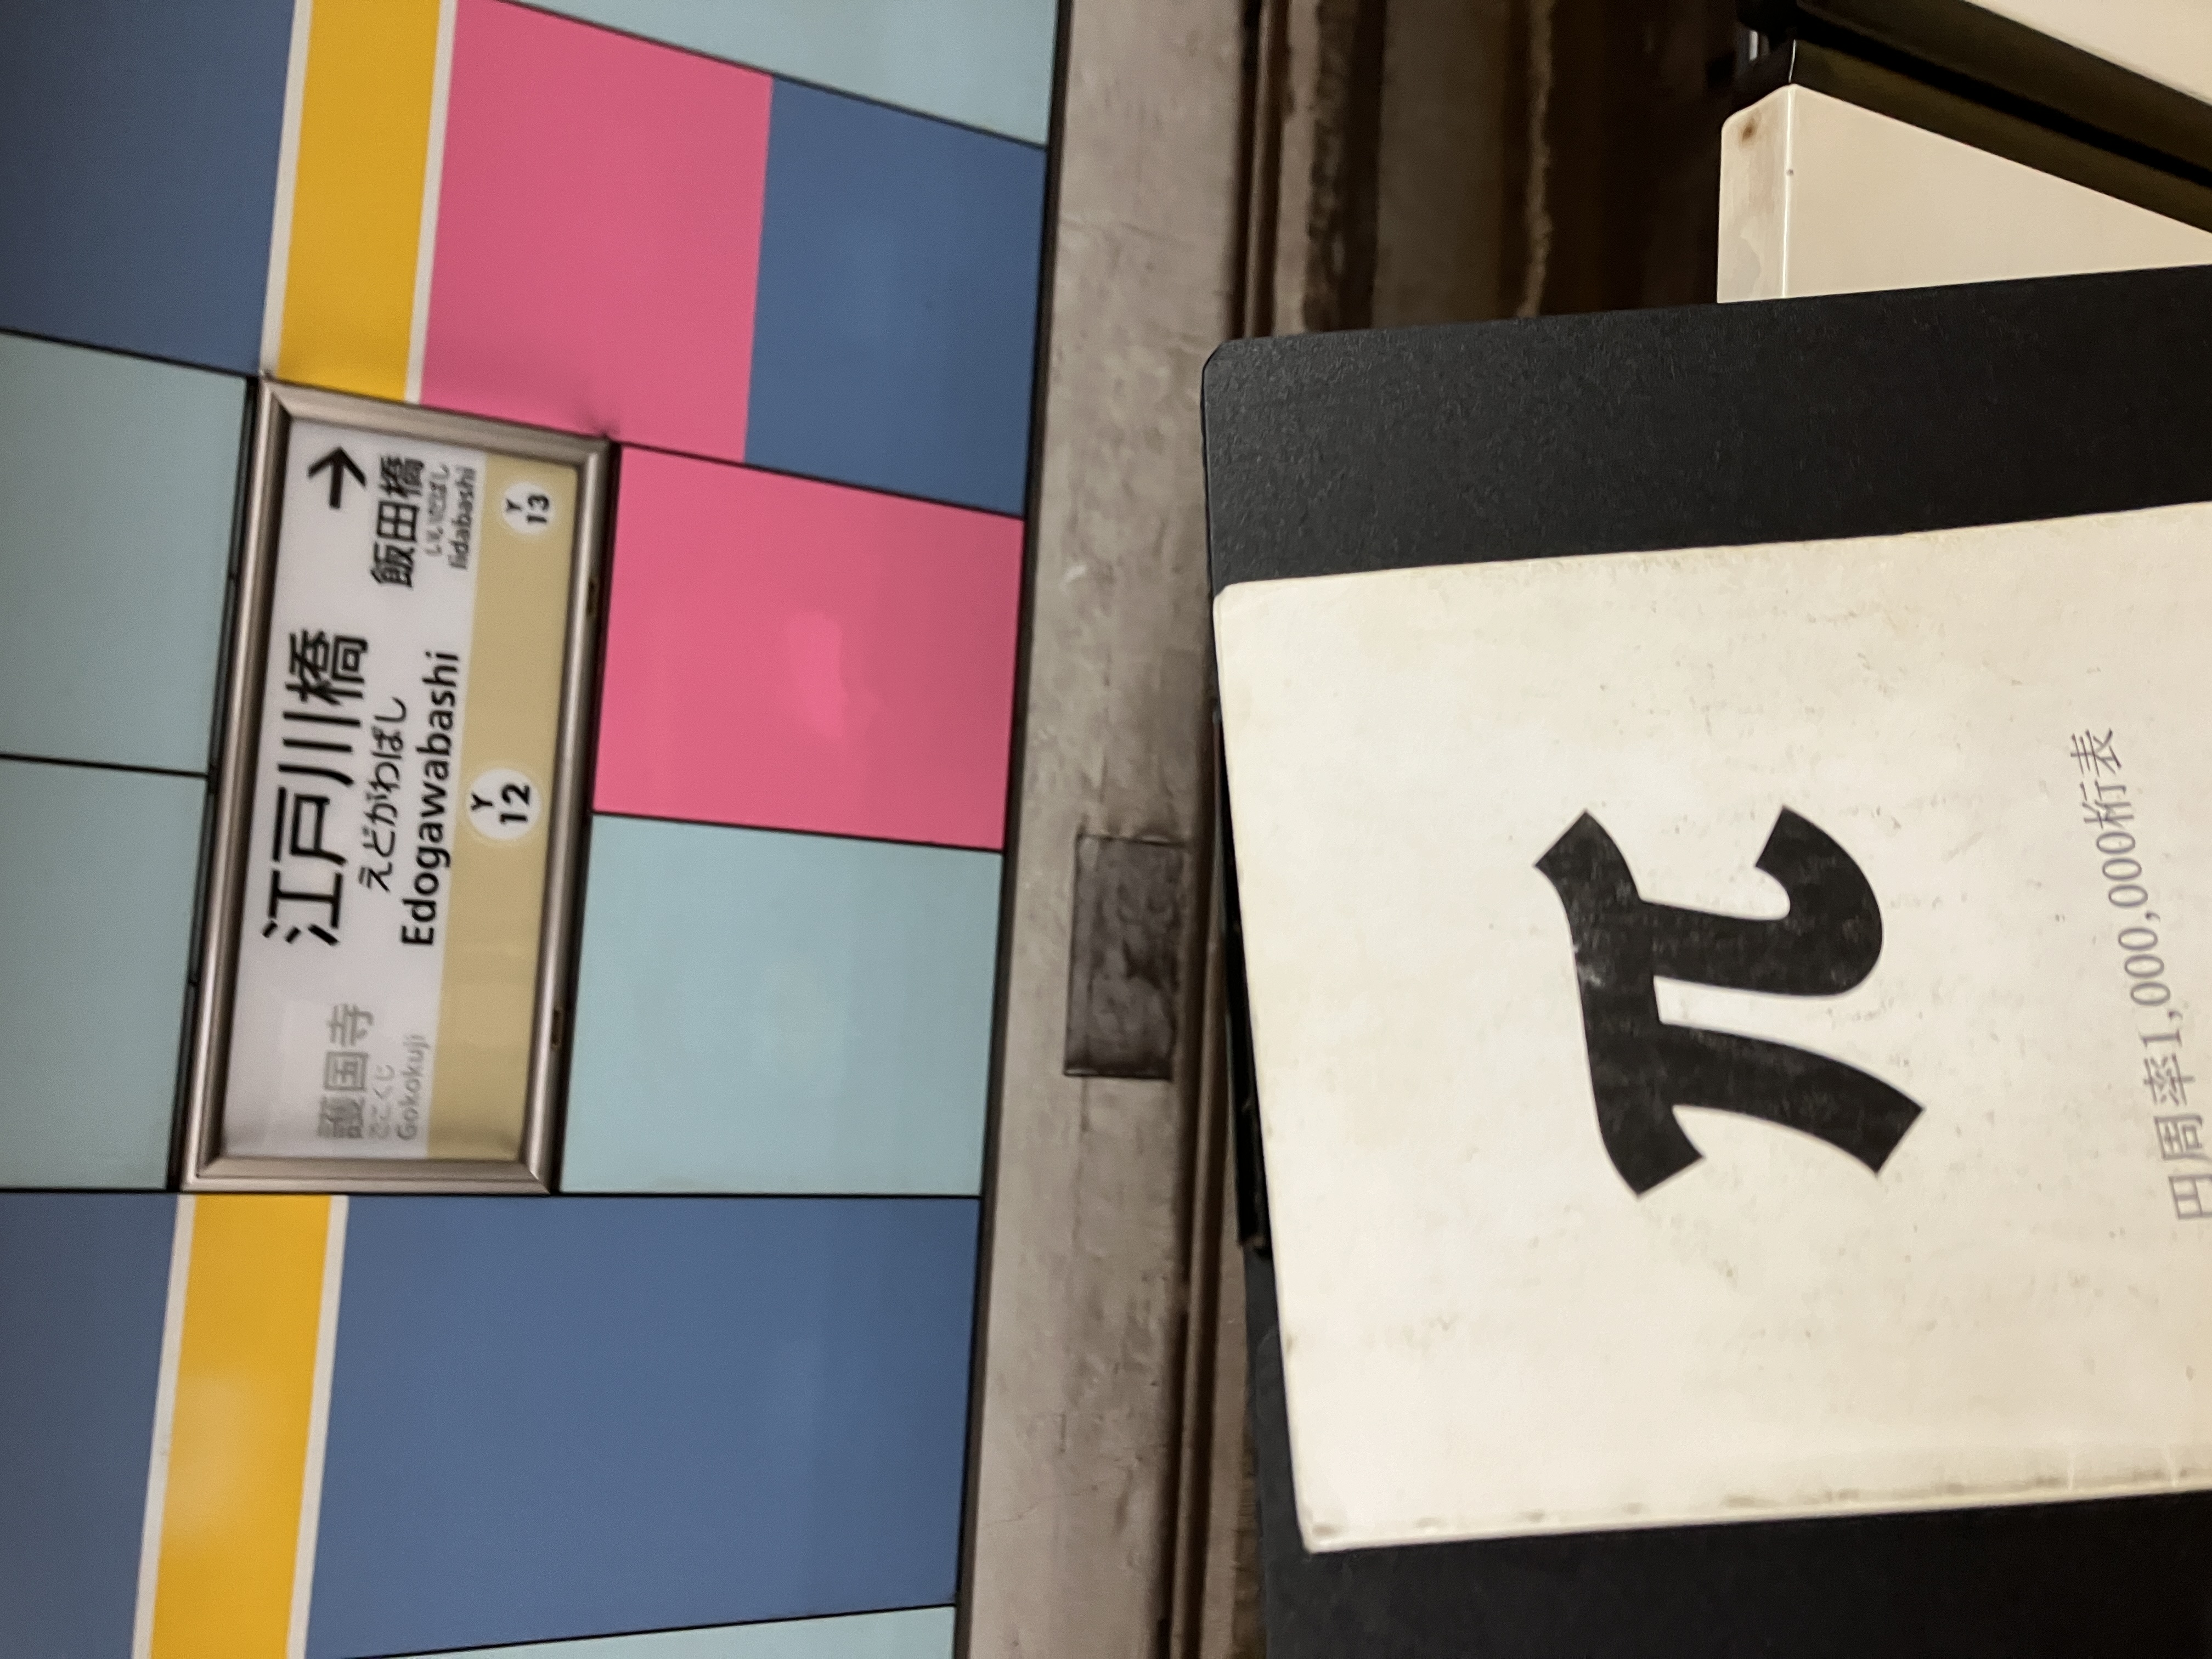 江戸川橋
えどがわばし
Edogawabashi
Y
12
護国寺
ごこくじ
Gokokuji
→
飯田橋
いいだばし
Iidabashi
Y
13
π
円周率1,000,000桁表